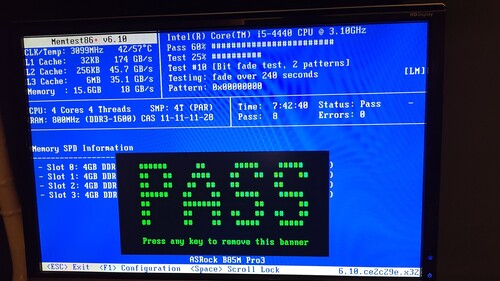 Memtest86+ v6.10
Intel(R) Core(TM) i5-4440 CPU @ 3.10GHz
CLK/Temp: 3099MHz 42/57°C
Pass 60% ########################
L1 Cache: 32KB 174 GB/s
Test 25% ##########
L2 Cache: 256KB 45.7 GB/s
Test #10 [Bit fade test, 2 patterns]
L3 Cache: 6MB 35.1 GB/s
Testing: fade over 240 seconds [LM]
Memory : 15.6GB 18 GB/s
Pattern: 0x00000000
CPU: 4 Cores 4 Threads SMP: 4T (PAR) Time: 7:42:40 Status: Pass -
RAM: 800MHz (DDR3-1600) CAS 11-11-11-28 Pass: 8 Errors: 0
Memory SPD Information
- Slot 0: 4GB DDR
- Slot 1: 4GB DDR
- Slot 2: 4GB DDR
- Slot 3: 4GB DDR
PASS
Press any key to remove this banner
ASRock B85M Pro3
<ESC> Exit <F1> Configuration <Space> Scroll Lock 6.10.ce2c29e.x32